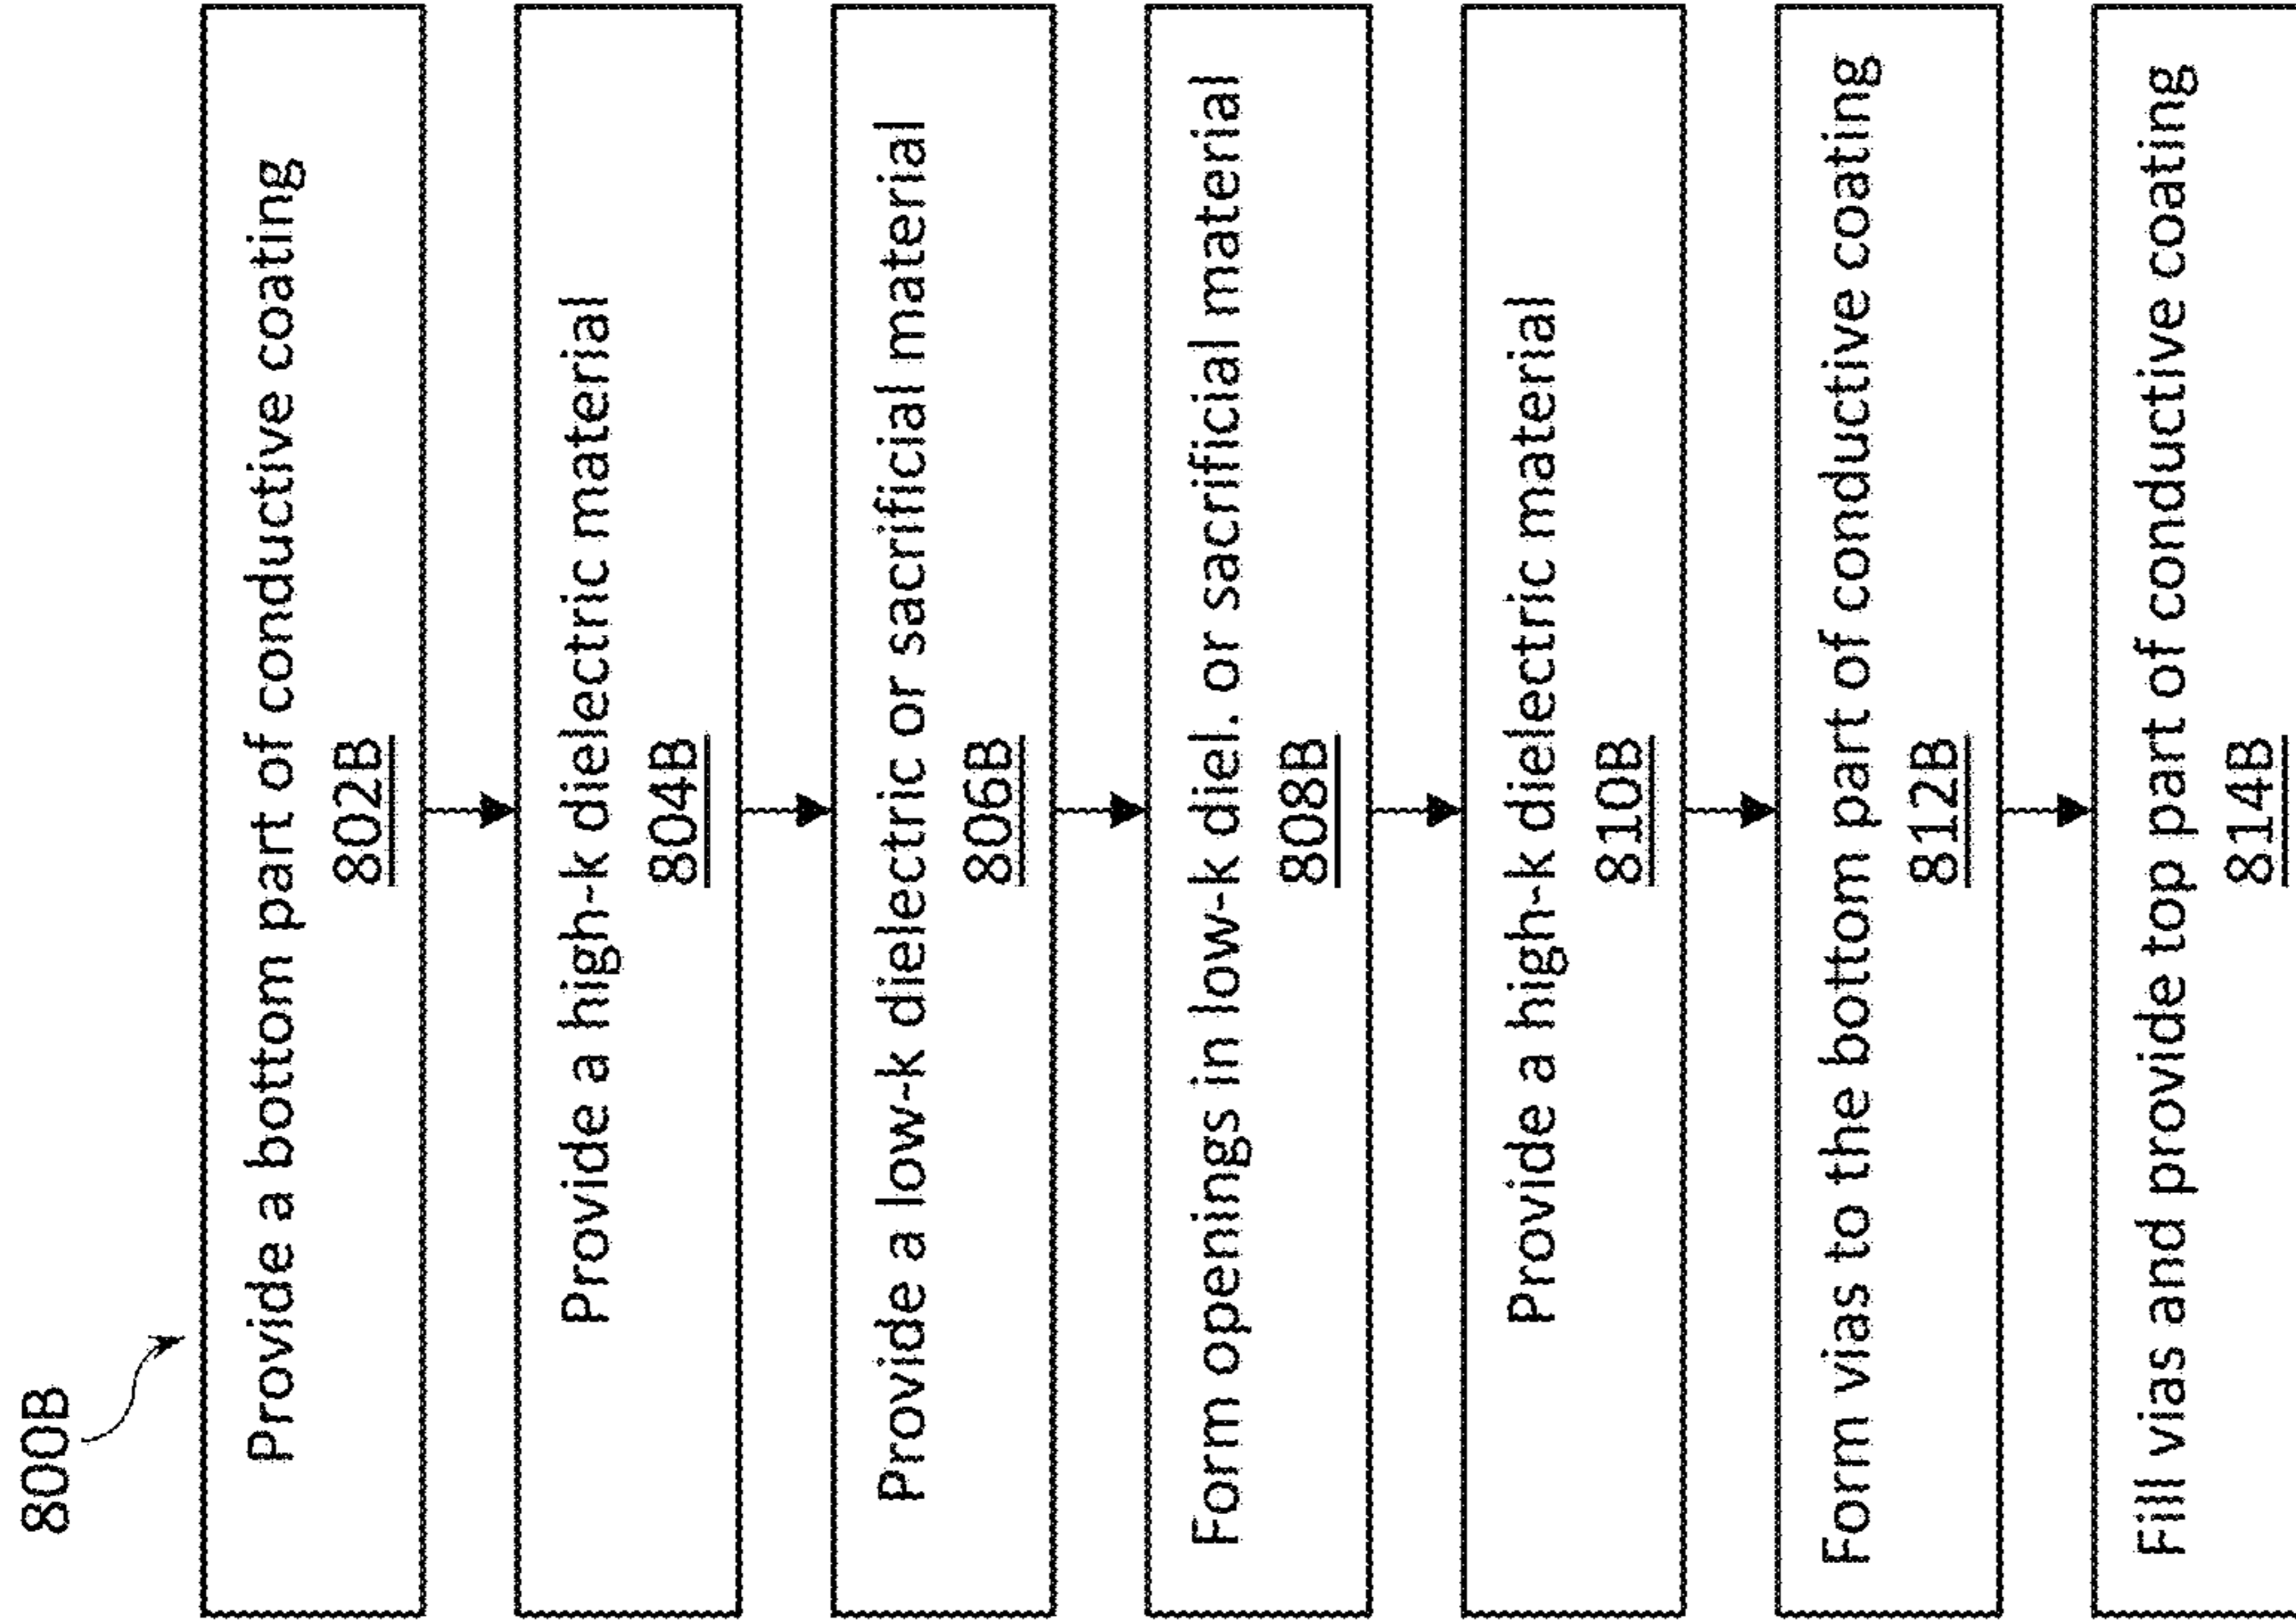 800B
Provide a bottom part of conductive coating
802B
Provide a high-k dielectric material
804B
Provide a low-k dielectric or sacrificial material
806B
Form openings in low-k diel. or sacrificial material
808B
Provide a high-k dielectric material
810B
Form vias to the bottom part of conductive coating
812B
Fill vias and provide top part of conductive coating
814B